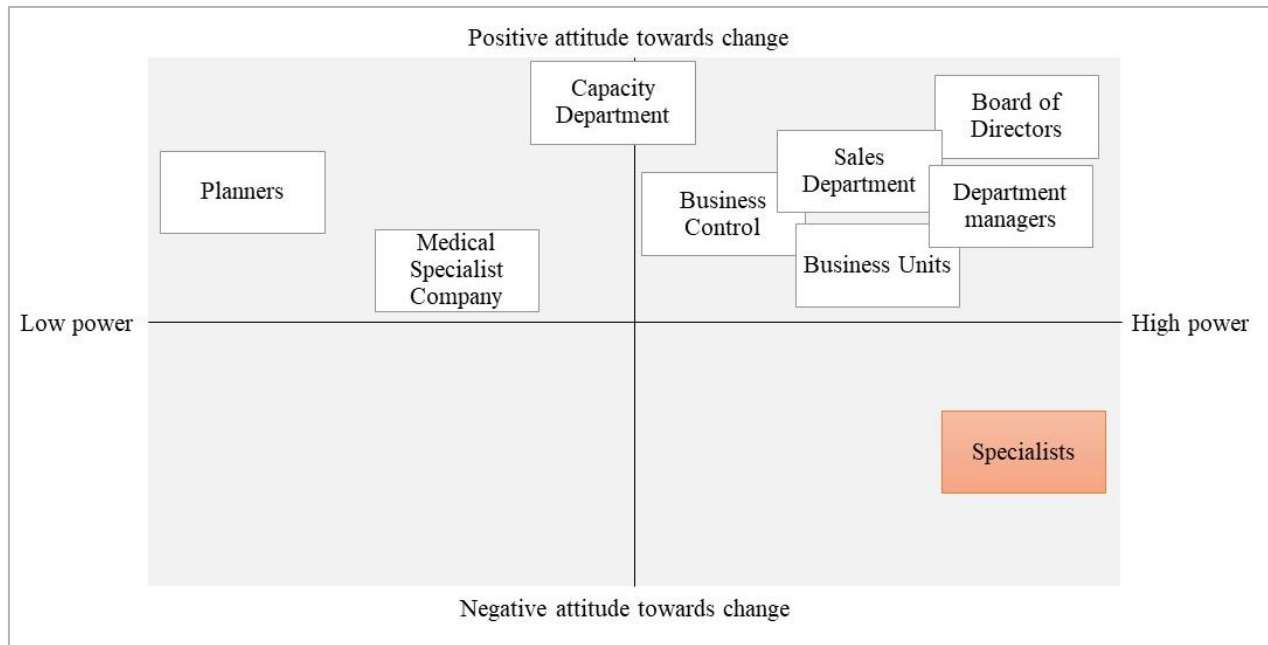 Positive attitude towards change
Capacity
Department
Board of
Directors
Sales
Department
Planners
Business
Control
Department
managers
Medical
Specialist
Company
Business Units
Low power
High power
Specialists
Negative attitude towards change